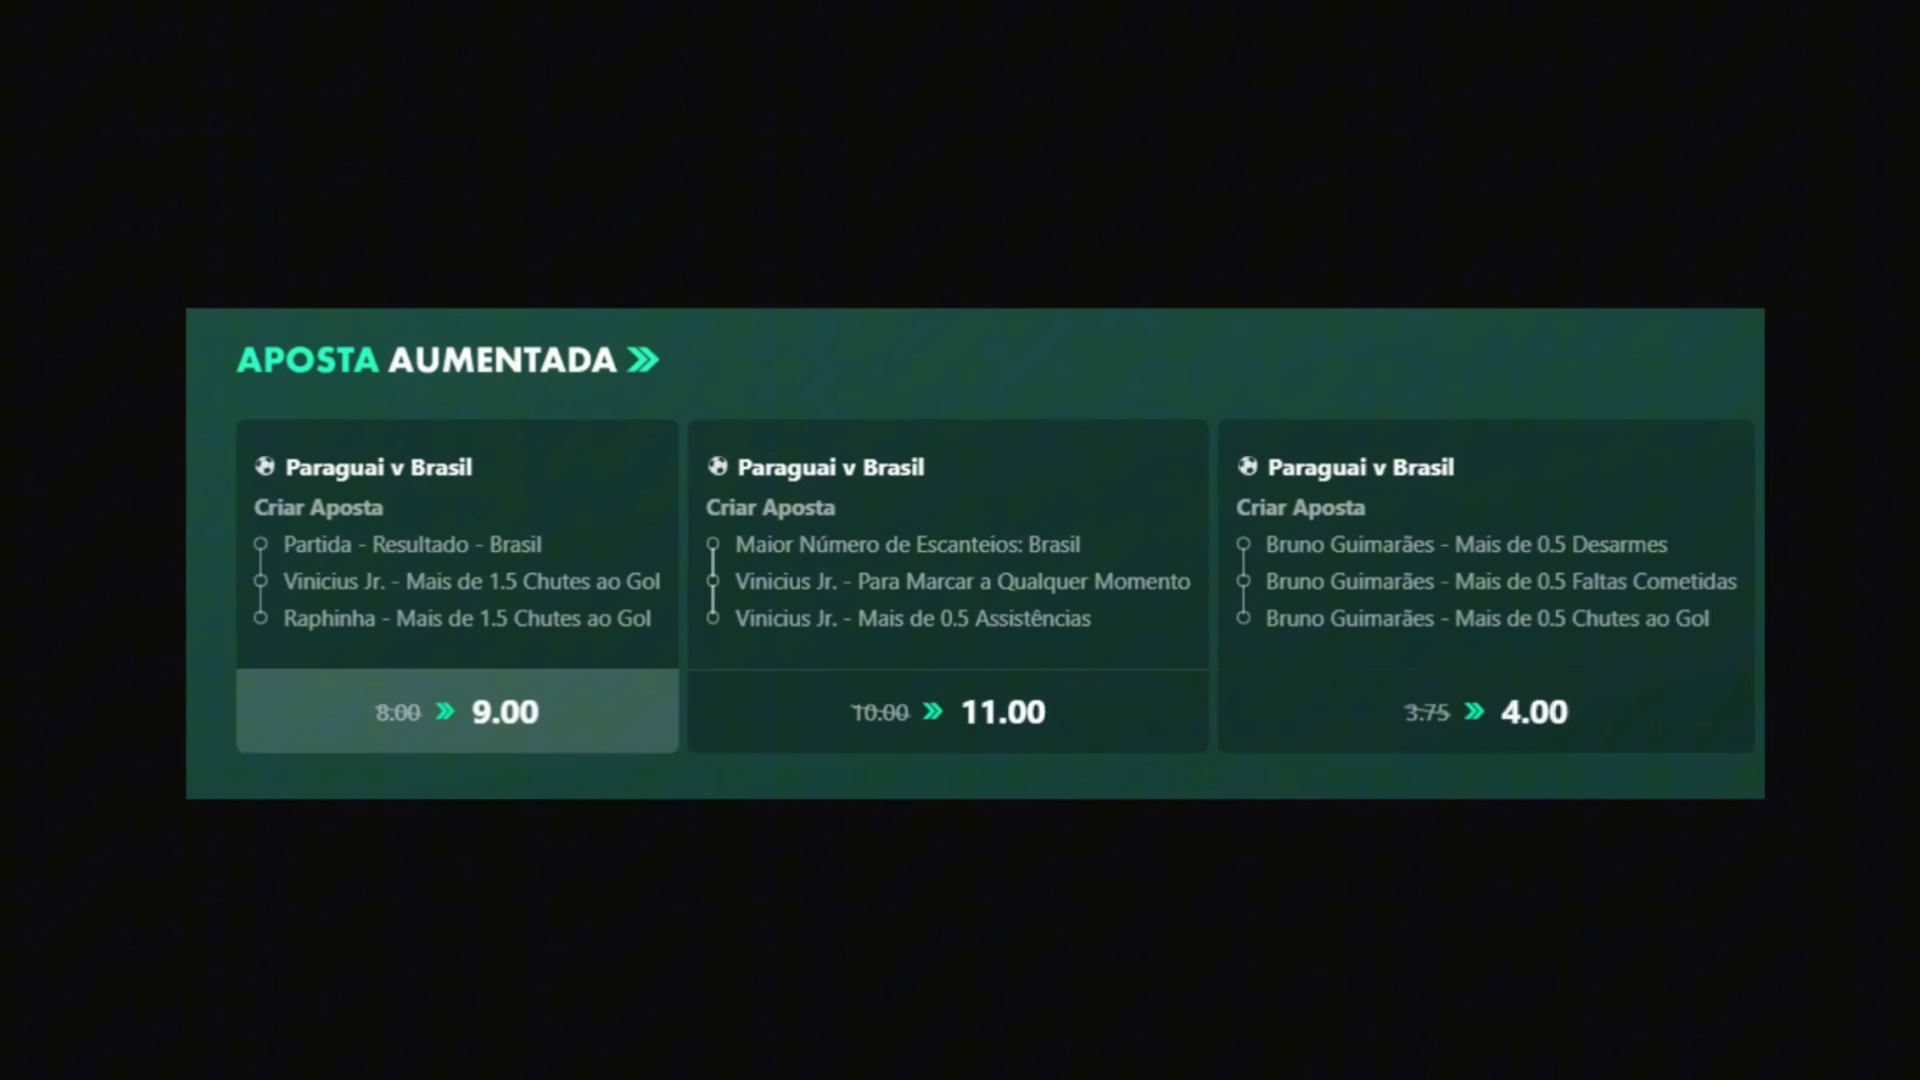 APOSTA AUMENTADA
Paraguai v Brasil
Criar Aposta
Partida - Resultado - Brasil
Vinicius Jr. - Mais de 1.5 Chutes ao Gol
Raphinha - Mais de 1.5 Chutes ao Gol
8.00 9.00
Paraguai v Brasil
Criar Aposta
Maior Número de Escanteios: Brasil
Vinicius Jr. - Para Marcar a Qualquer Momento
Vinicius Jr. - Mais de 0.5 Assistências
10.00 11.00
Paraguai v Brasil
Criar Aposta
Bruno Guimarães - Mais de 0.5 Desarmes
Bruno Guimarães - Mais de 0.5 Faltas Cometidas
Bruno Guimarães - Mais de 0.5 Chutes ao Gol
3.75 4.00